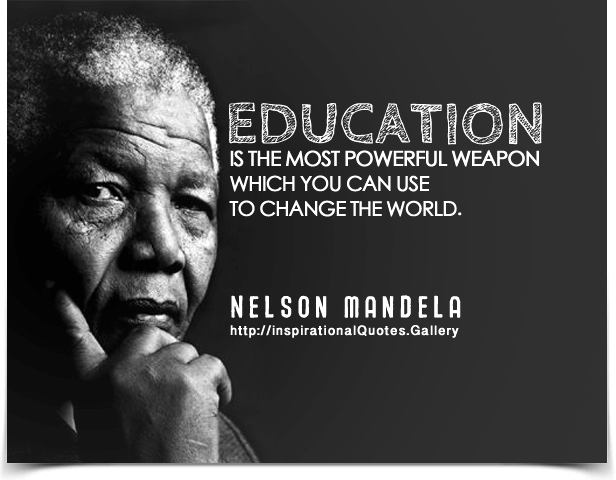 EDUCATION
IS THE MOST POWERFUL WEAPON
WHICH YOU CAN USE
TO CHANGE THE WORLD.
NELSON MANDELA
http://inspirationalQuotes.Gallery